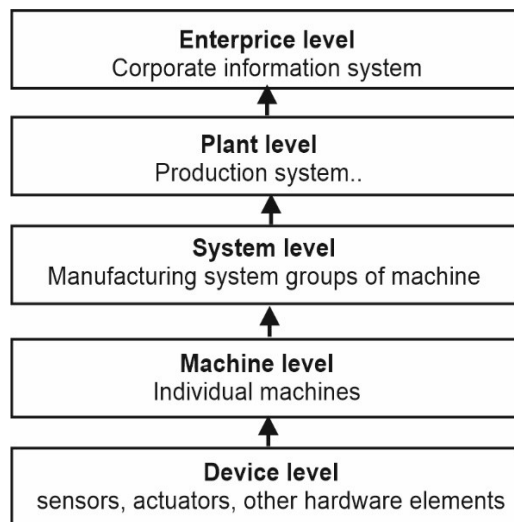 Enterprice level
Corporate information system
Plant level
Production system..
System level
Manufacturing system groups of machine
Machine level
Individual machines
Device level
sensors, actuators, other hardware elements